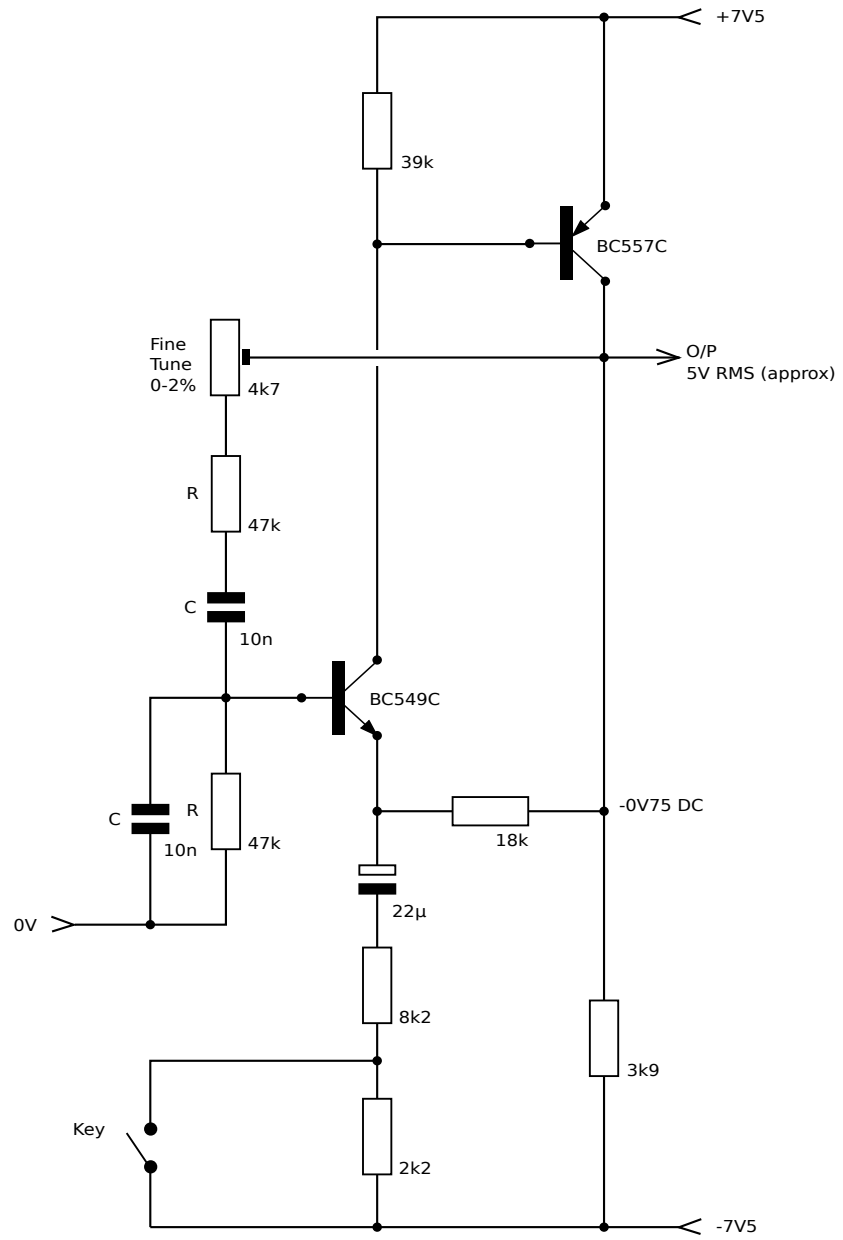 +7V5
39k
BC557C
Fine
Tune
0-2%
4k7
O/P
5V RMS (approx)
R
47k
C
10n
BC549C
C
10n
R
47k
-0V75 DC
18k
22μ
0V
8k2
3k9
Key
2k2
-7V5